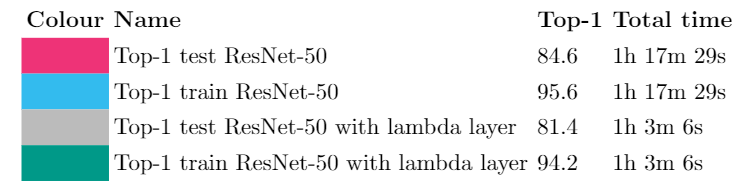 Colour Name Top-1 Total time
Top-1 test ResNet-50 84.6 1h 17m 29s
Top-1 train ResNet-50 95.6 1h 17m 29s
Top-1 test ResNet-50 with lambda layer 81.4 1h 3m 6s
Top-1 train ResNet-50 with lambda layer 94.2 1h 3m 6s